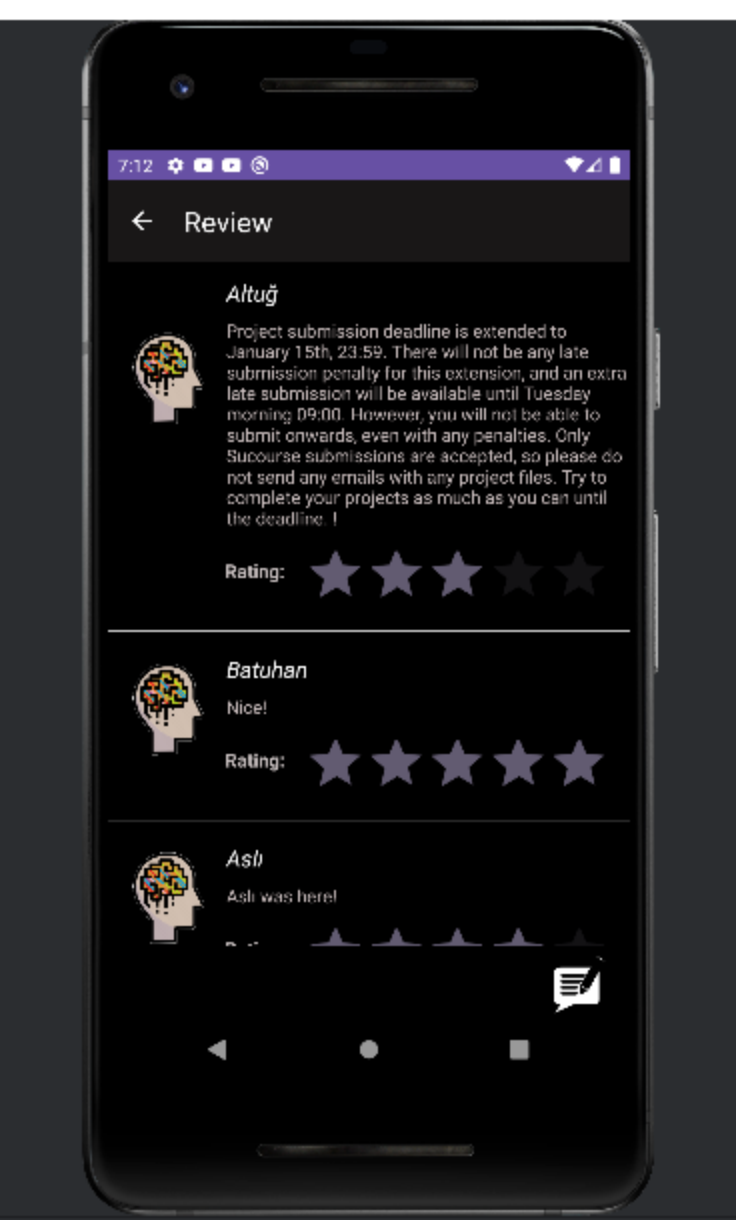 7:12
Review
Altuğ
Project submission deadline is extended to
January 15th, 23:59. There will not be any late
submission penalty for this extension, and an extra
late submission will be available until Tuesday
morning 09:00. However, you will not be able to
submit onwards, even with any penalties. Only
Sucourse submissions are accepted, so please do
not send any emails with any project files. Try to
complete your projects as much as you can until
the deadline. !
Rating:
Batuhan
Nice!
Rating:
Aslı
Aslı was here!